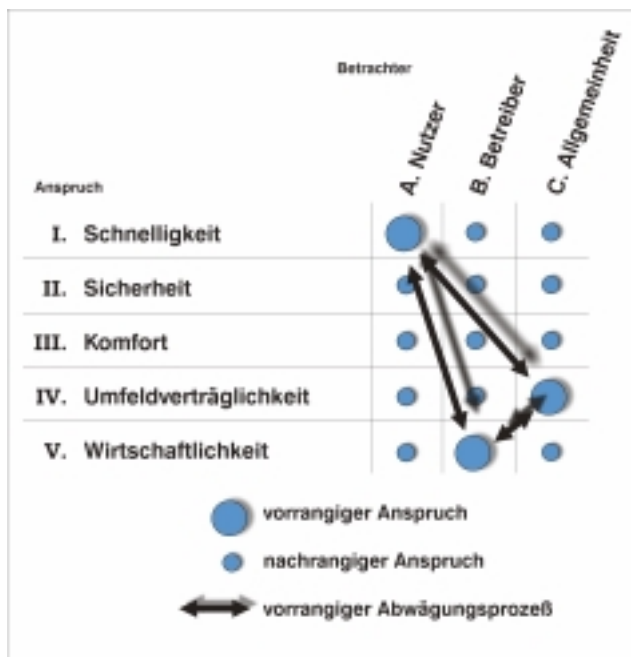 Betrachter
A. Nutzer
B. Betreiber
C. Allgemeinheit
Anspruch
I. Schnelligkeit
II. Sicherheit
III. Komfort
IV. Umfeldverträglichkeit
V. Wirtschaftlichkeit
vorrangiger Anspruch
nachrangiger Anspruch
vorrangiger Abwägungsprozeß